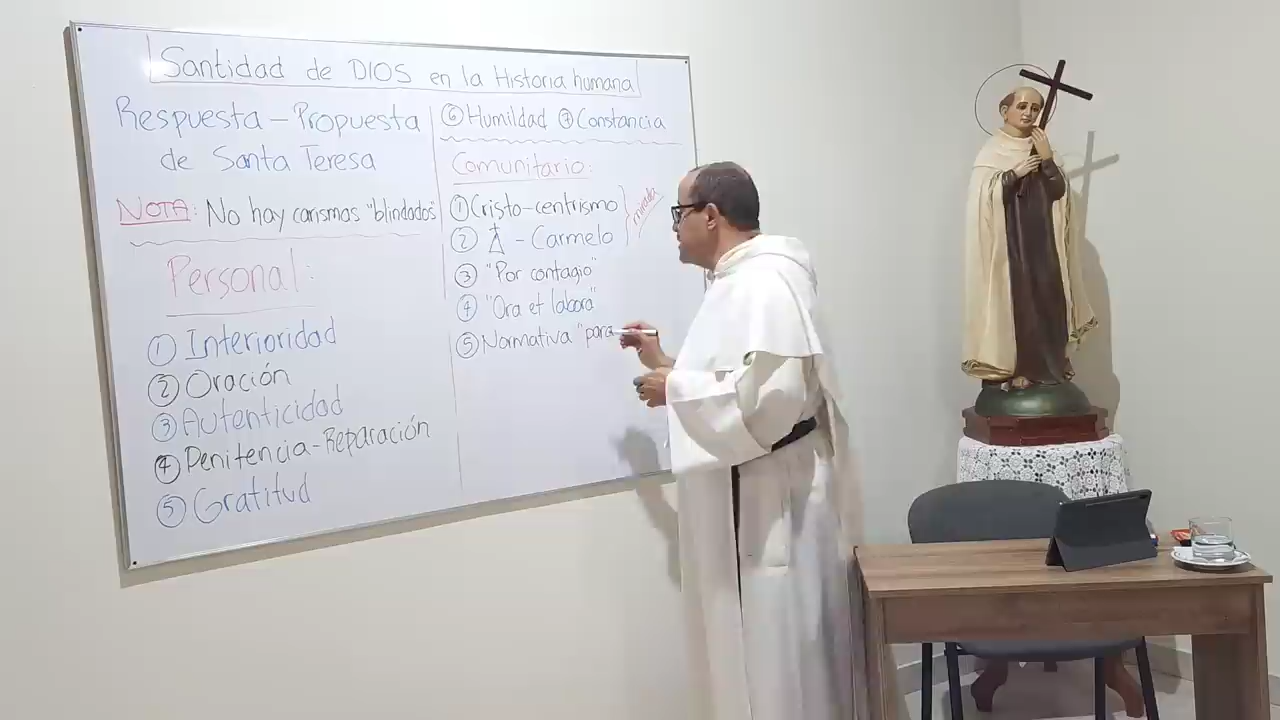 Santidad de DIOS en la Historia humana
Respuesta – Propuesta
de Santa Teresa
NOTA: No hay carismas "blindados"
Personal:
① Interioridad
② Oración
③ Autenticidad
④ Penitencia-Reparación
⑤ Gratitud
⑥ Humildad ⑦ Constancia
Comunitario:
① Cristo-centrismo
② - Carmelo
mirada
③ "Por contagio"
④ "Ora et labora"
⑤ Normativa "para